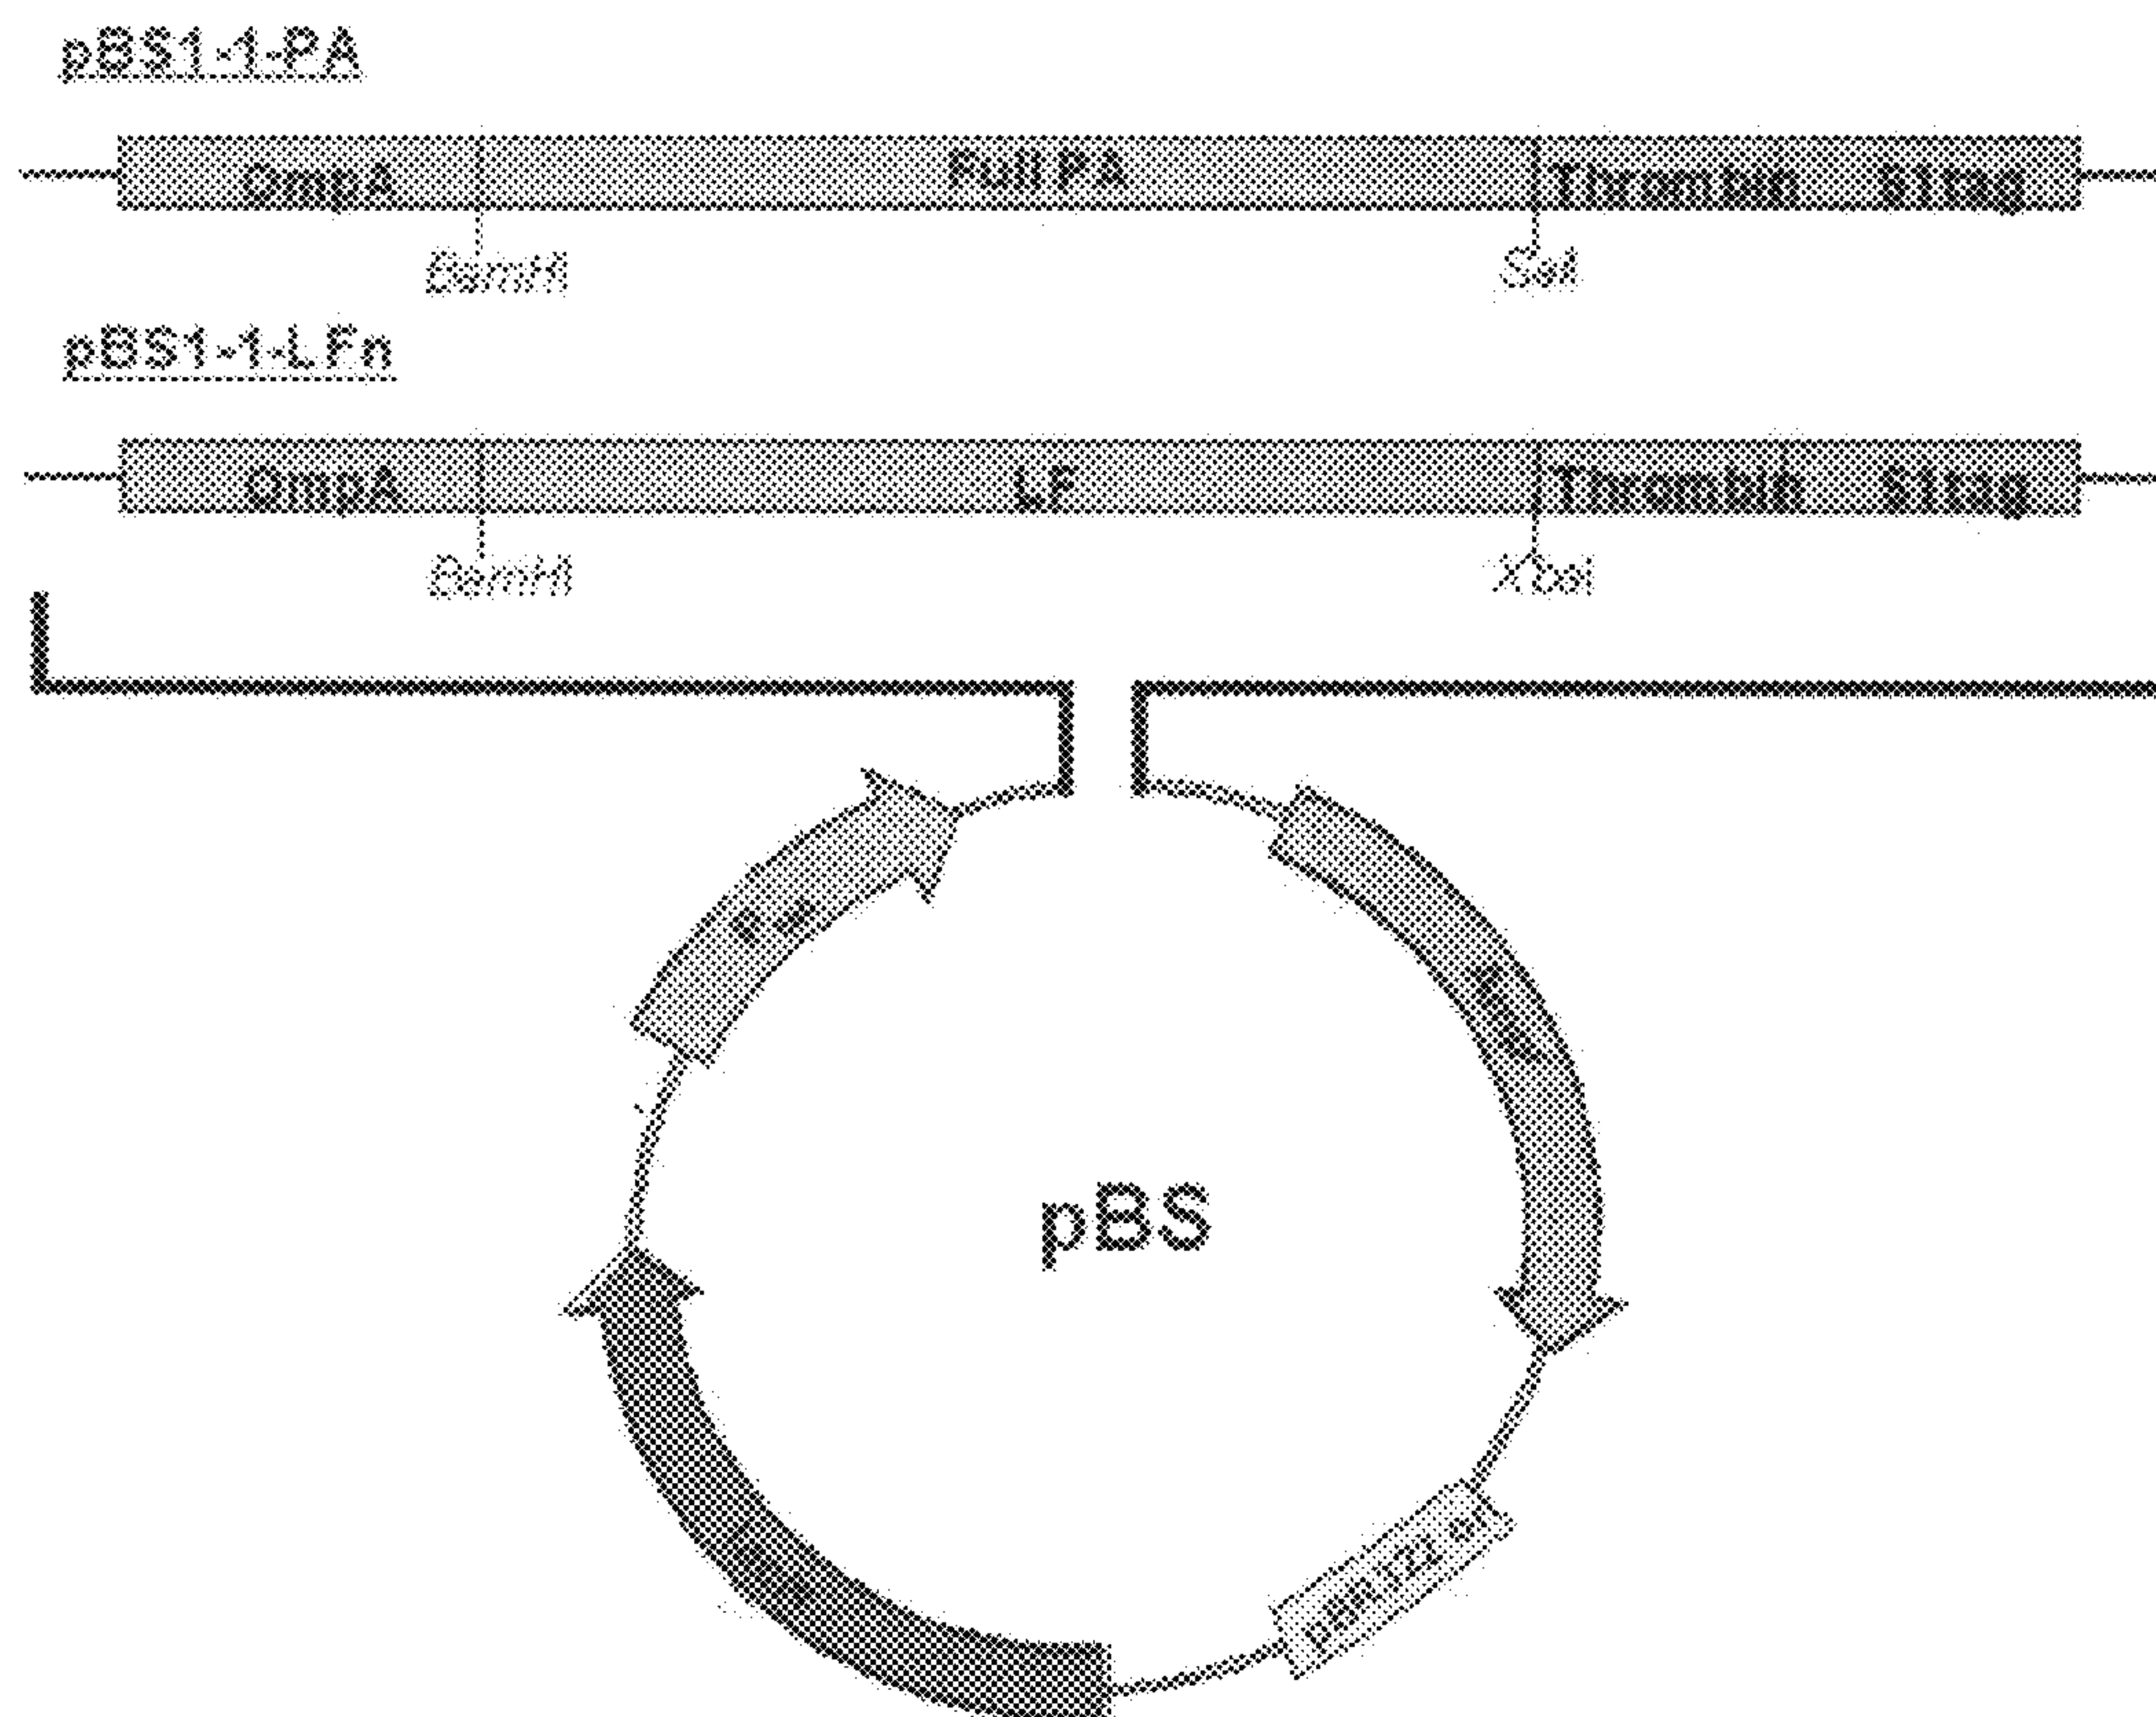 pBS1-1-PA
OmpA Full PA Thrombin S1tag
BamHI SalI
pBS1-1-LFn
OmpA LF Thrombin S1tag
BamHI XbaI
pBS